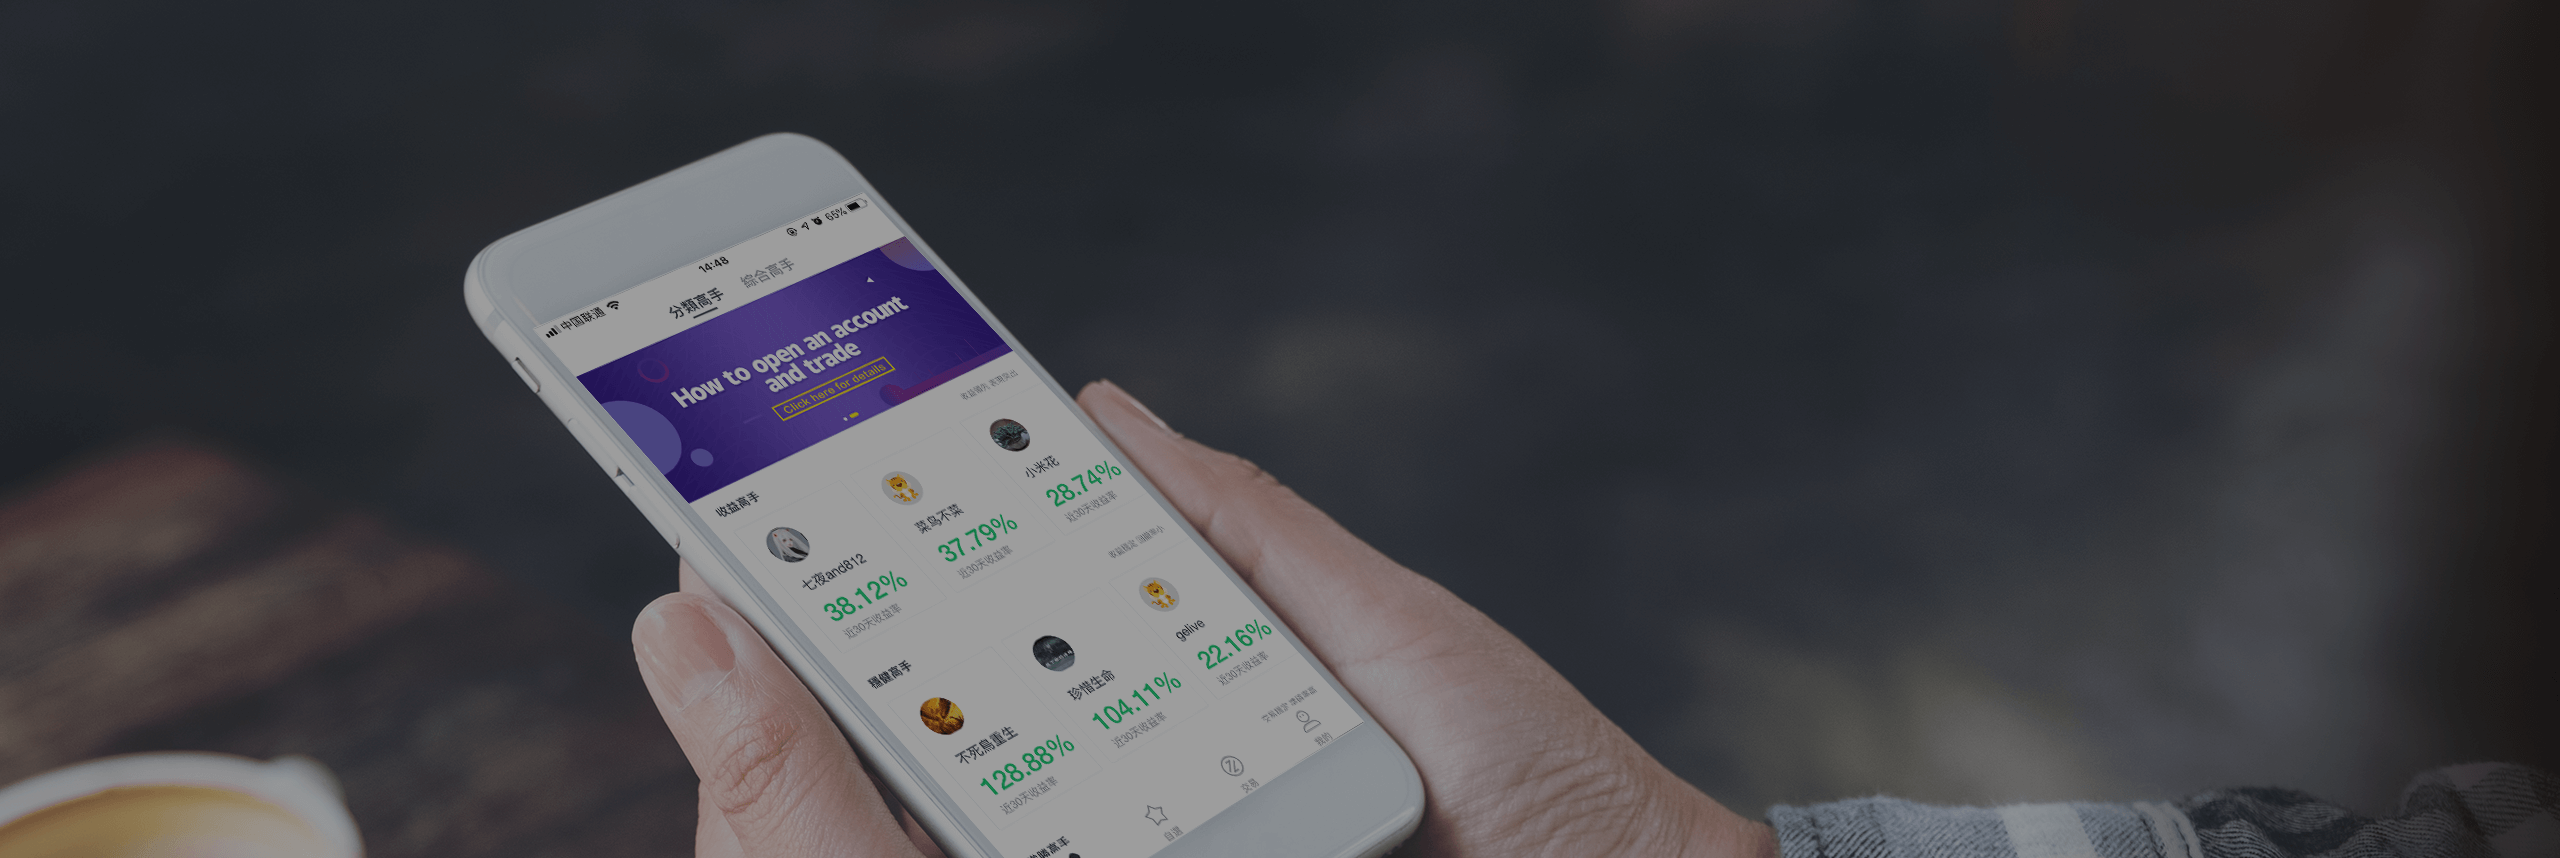 中国联通
14:48
65%
分類高手 綜合高手
How to open an account
and trade
Click here for details
收益高手
七夜and812
38.12%
近30天收益率
菜鸟不菜
37.79%
近30天收益率
小米花
28.74%
近30天收益率
穩健高手
不死鳥重生
128.88%
近30天收益率
珍惜生命
104.11%
近30天收益率
gelive
22.16%
近30天收益率
自選
交易
我的